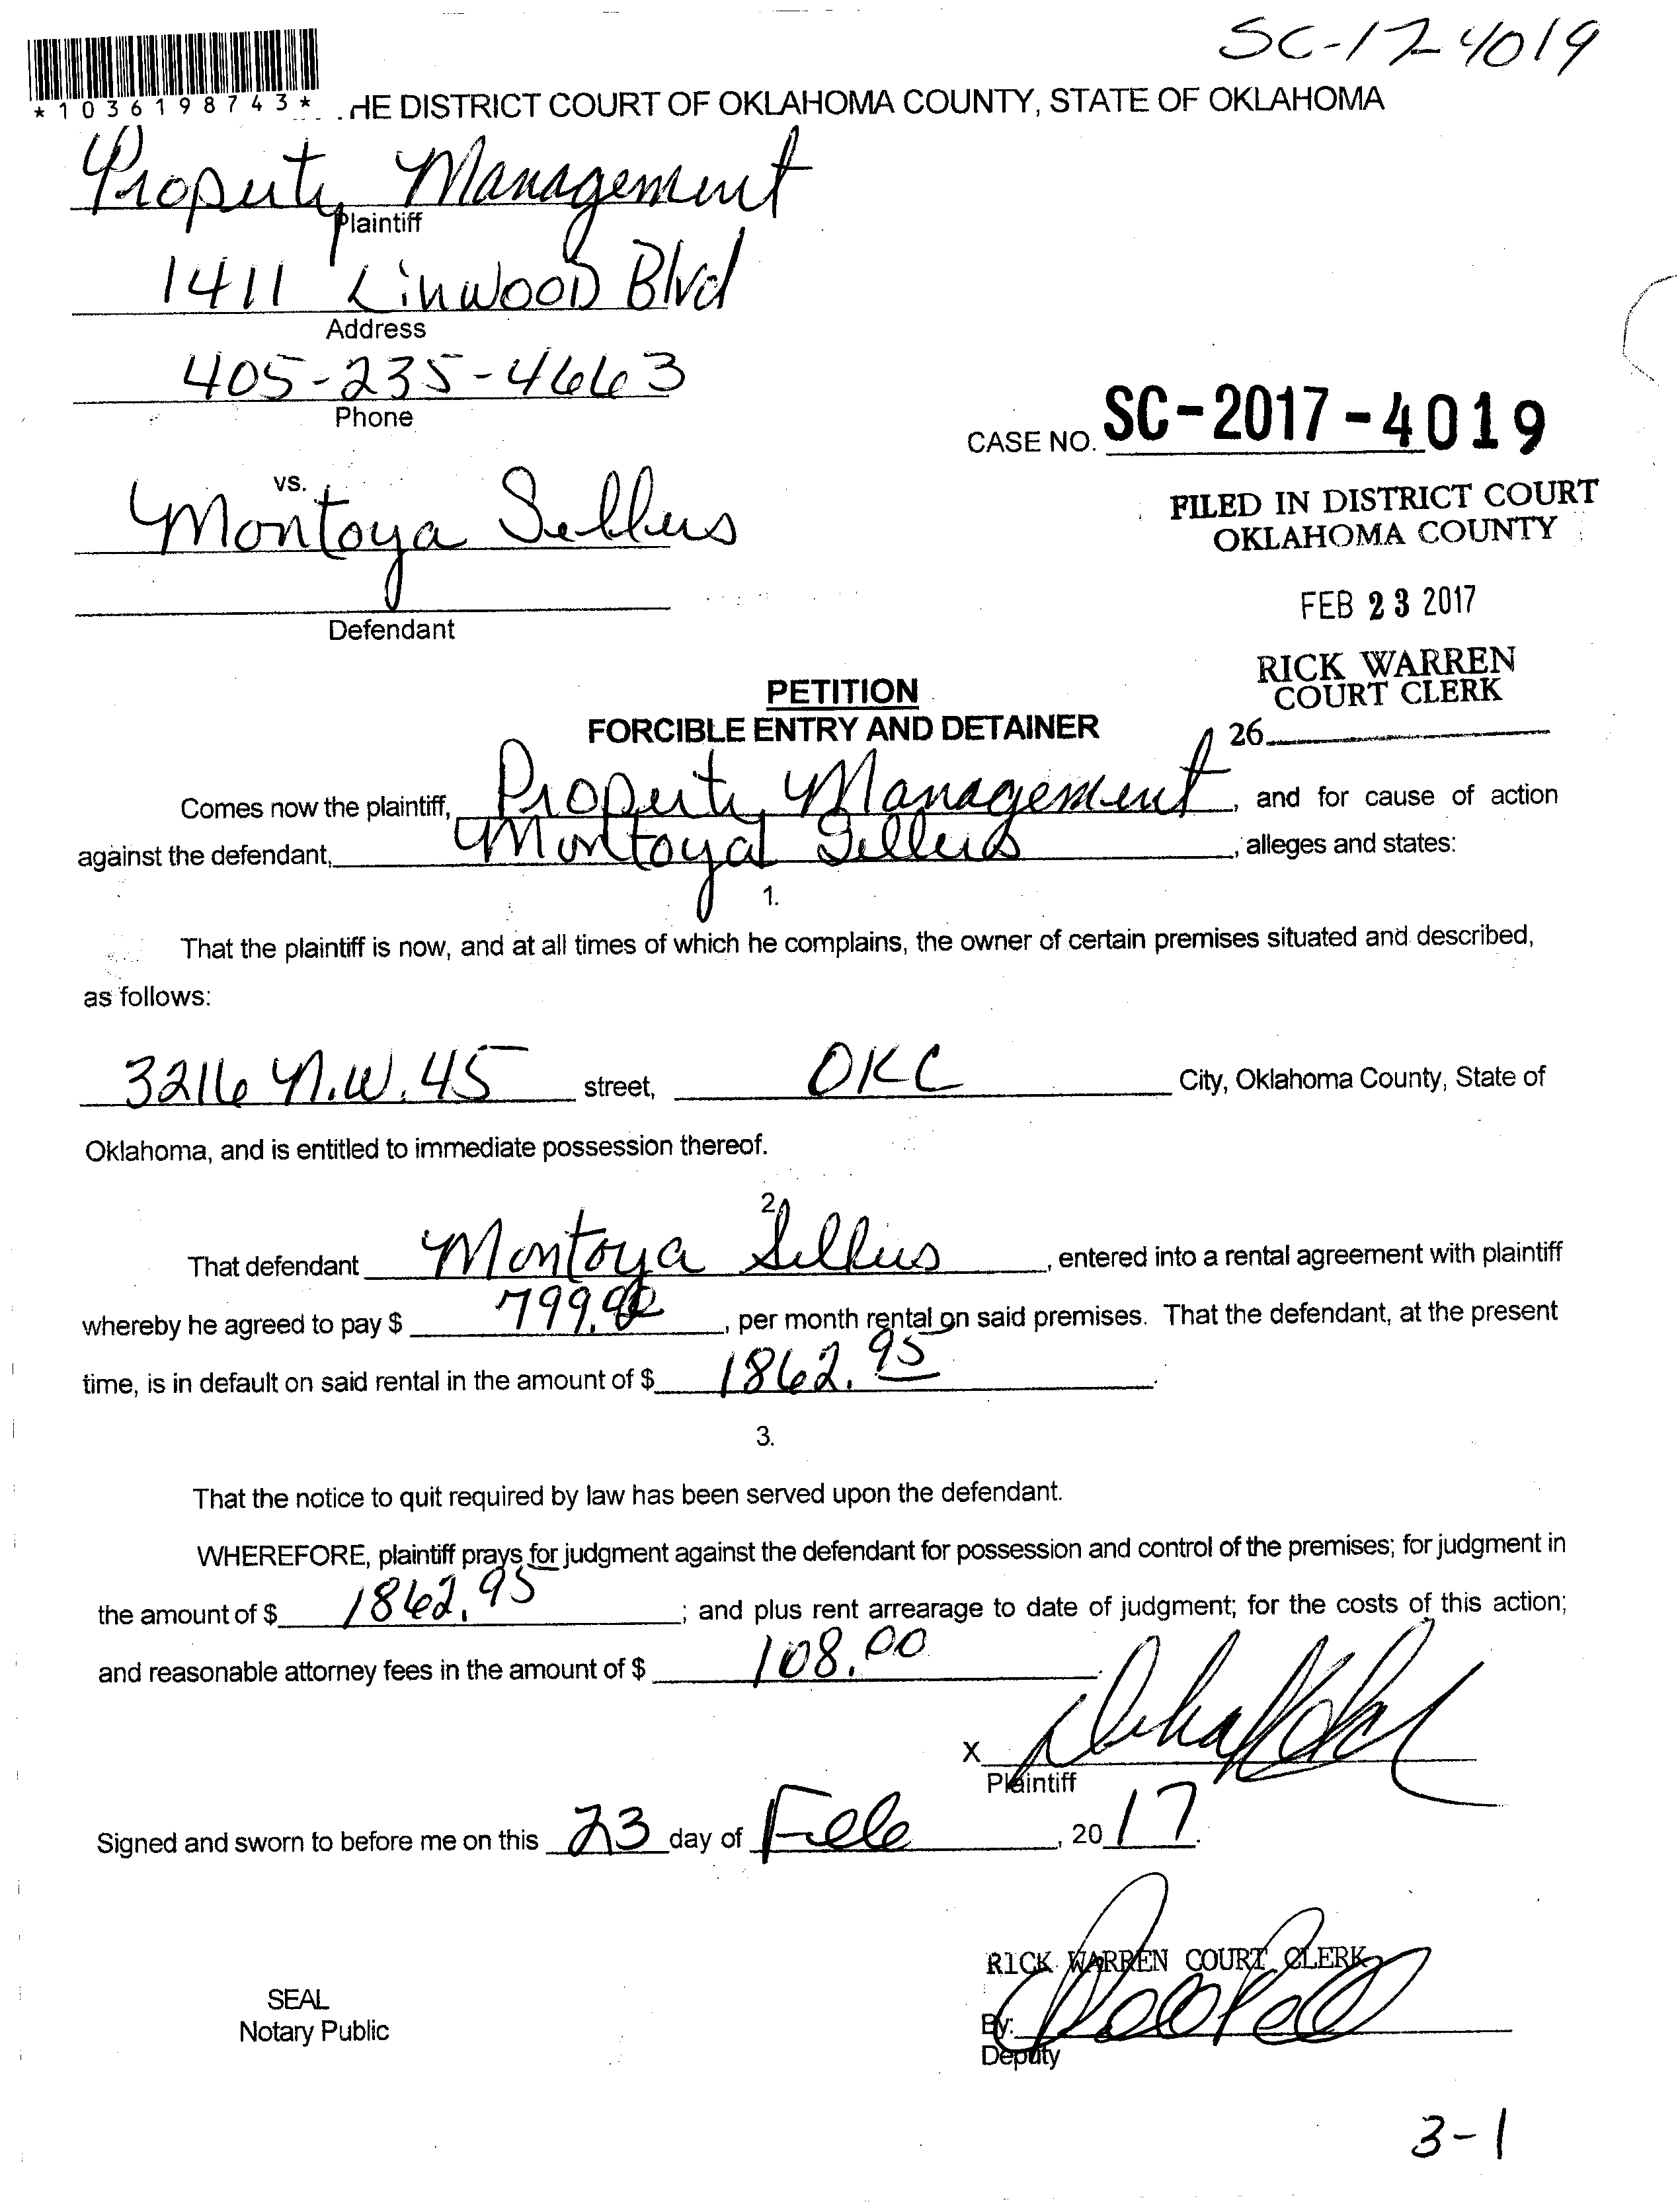 SC-17-4019
*1036198743*
HE DISTRICT COURT OF OKLAHOMA COUNTY, STATE OF OKLAHOMA
Property Management
Plaintiff
1411 Linwood Blvd
Address
405-235-4663
Phone
CASE NO. SC-2017-4019
vs.
Montoya Sellers
Defendant
FILED IN DISTRICT COURT
OKLAHOMA COUNTY
FEB 23 2017
RICK WARREN
COURT CLERK
26
PETITION
FORCIBLE ENTRY AND DETAINER
Comes now the plaintiff, Property Management, and for cause of action
against the defendant, Montoya Sellers, alleges and states:
1.
That the plaintiff is now, and at all times of which he complains, the owner of certain premises situated and described,
as follows:
3216 N.W. 45 street, OKC City, Oklahoma County, State of
Oklahoma, and is entitled to immediate possession thereof.
2.
That defendant Montoya Sellers, entered into a rental agreement with plaintiff
whereby he agreed to pay $ 799., per month rental on said premises. That the defendant, at the present
time, is in default on said rental in the amount of $ 1862.95.
3.
That the notice to quit required by law has been served upon the defendant.
WHEREFORE, plaintiff prays for judgment against the defendant for possession and control of the premises; for judgment in
the amount of $ 1862.95; and plus rent arrearage to date of judgment; for the costs of this action;
and reasonable attorney fees in the amount of $ 108.00
X
Plaintiff
Signed and sworn to before me on this 23 day of Feb, 2017.
RICK WARREN COURT CLERK
SEAL
Notary Public
By:
Deputy
3-1